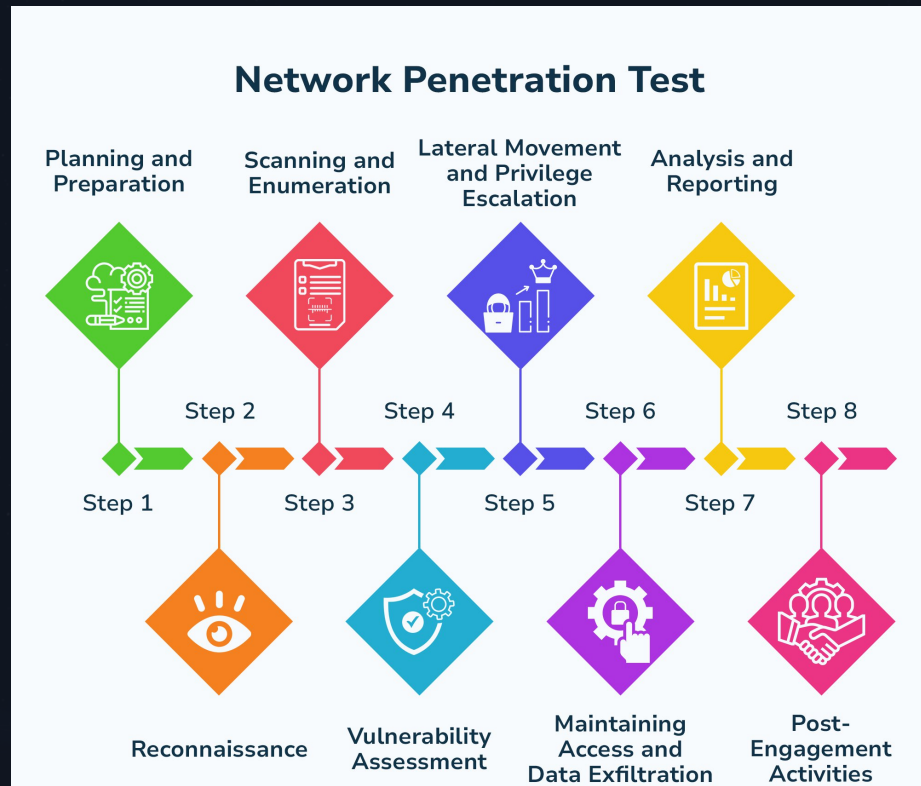 Network Penetration Test
Planning and
Preparation
Scanning and
Enumeration
Lateral Movement
and Privilege
Escalation
Analysis and
Reporting
Step 2
Step 4
Step 6
Step 8
Step 1
Step 3
Step 5
Step 7
Reconnaissance
Vulnerability
Assessment
Maintaining
Access and
Data Exfiltration
Post-
Engagement
Activities